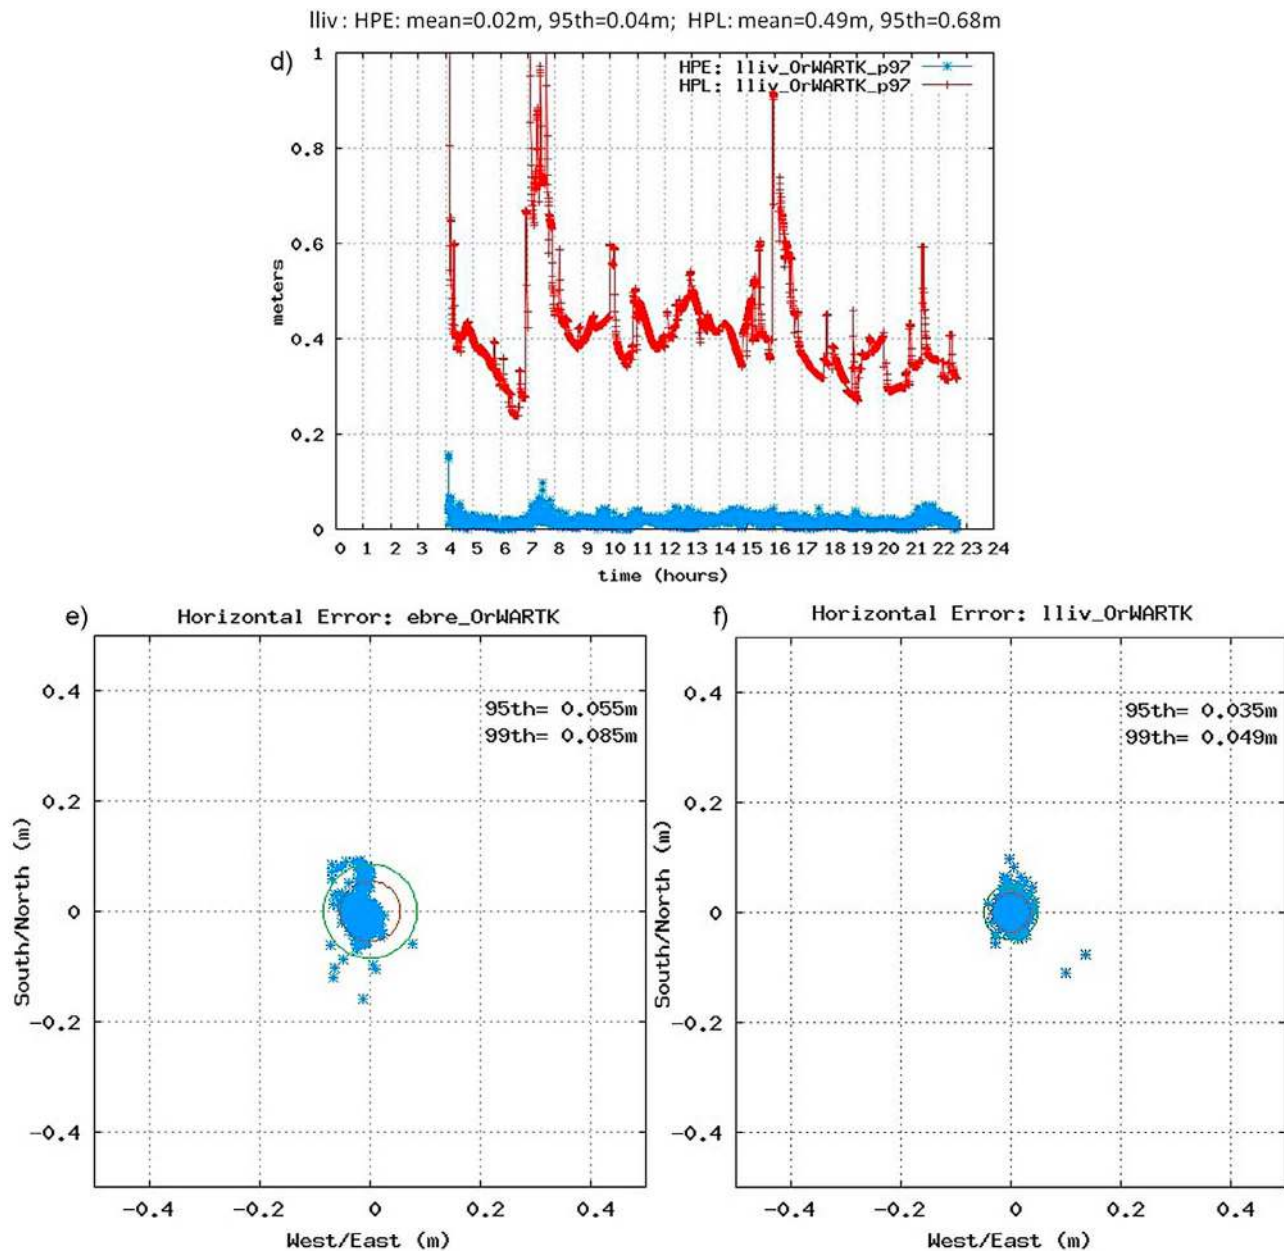 lliv : HPE: mean=0.02m, 95th=0.04m; HPL: mean=0.49m, 95th=0.68m
d)
HPE: lliv_OrWARTK_p97
HPL: lliv_OrWARTK_p97
1
0.8
0.6
0.4
0.2
0
meters
0 1 2 3 4 5 6 7 8 9 10 11 12 13 14 15 16 17 18 19 20 21 22 23 24
time (hours)
e)
Horizontal Error: ebre_OrWARTK
95th= 0.055m
99th= 0.085m
0.4
0.2
0
-0.2
-0.4
South/North (m)
-0.4 -0.2 0 0.2 0.4
West/East (m)
f)
Horizontal Error: lliv_OrWARTK
95th= 0.035m
99th= 0.049m
0.4
0.2
0
-0.2
-0.4
South/North (m)
-0.4 -0.2 0 0.2 0.4
West/East (m)